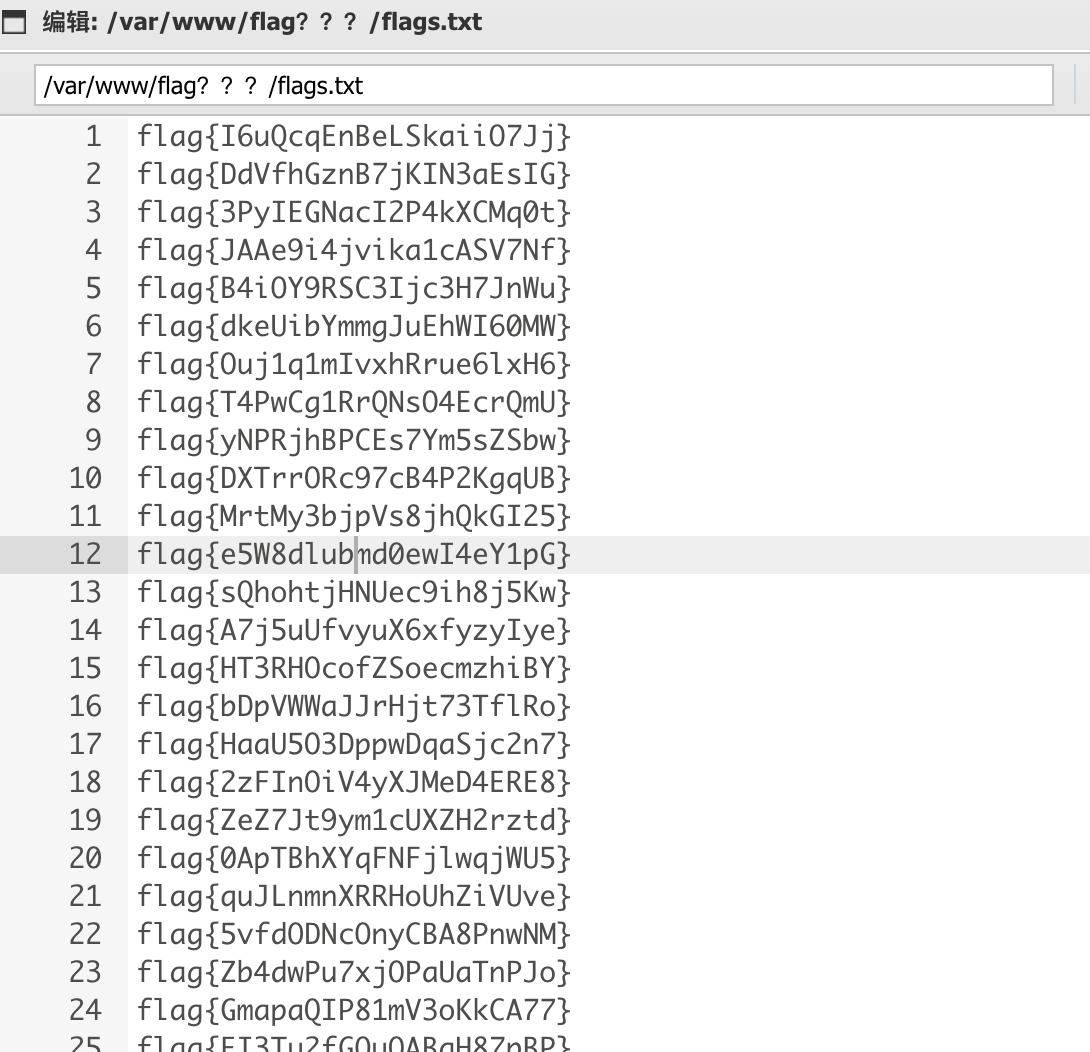 编辑: /var/www/flag？？？/flags.txt
/var/www/flag？？？/flags.txt
1 flag{I6uQcqEnBeLSkaiiO7Jj}
2 flag{DdVfhGznB7jKIN3aEsIG}
3 flag{3PyIEGNacI2P4kXCMq0t}
4 flag{JAAe9i4jvika1cASV7Nf}
5 flag{B4iOY9RSC3Ijc3H7JnWu}
6 flag{dkeUibYmmgJuEhWI60MW}
7 flag{Ouj1q1mIvxhRrue6lxH6}
8 flag{T4PwCg1RrQNsO4EcrQmU}
9 flag{yNPRjhBPCEs7Ym5sZSbw}
10 flag{DXTrrORc97cB4P2KgqUB}
11 flag{MrtMy3bjpVs8jhQkGI25}
12 flag{e5W8dlubmd0ewI4eY1pG}
13 flag{sQhohtjHNUec9ih8j5Kw}
14 flag{A7j5uUfvyuX6xfyzyIye}
15 flag{HT3RHOcofZSoecmzhiBY}
16 flag{bDpVWWaJJrHjt73TflRo}
17 flag{HaaU5O3DppwDqaSjc2n7}
18 flag{2zFInOiV4yXJMeD4ERE8}
19 flag{ZeZ7Jt9ym1cUXZH2rztd}
20 flag{0ApTBhXYqFNFjlwqjWU5}
21 flag{quJLnmnXRRHoUhZiVUve}
22 flag{5vfdODNcOnyCBA8PnwNM}
23 flag{Zb4dwPu7xjOPaUaTnPJo}
24 flag{GmapaQIP81mV3oKkCA77}
25